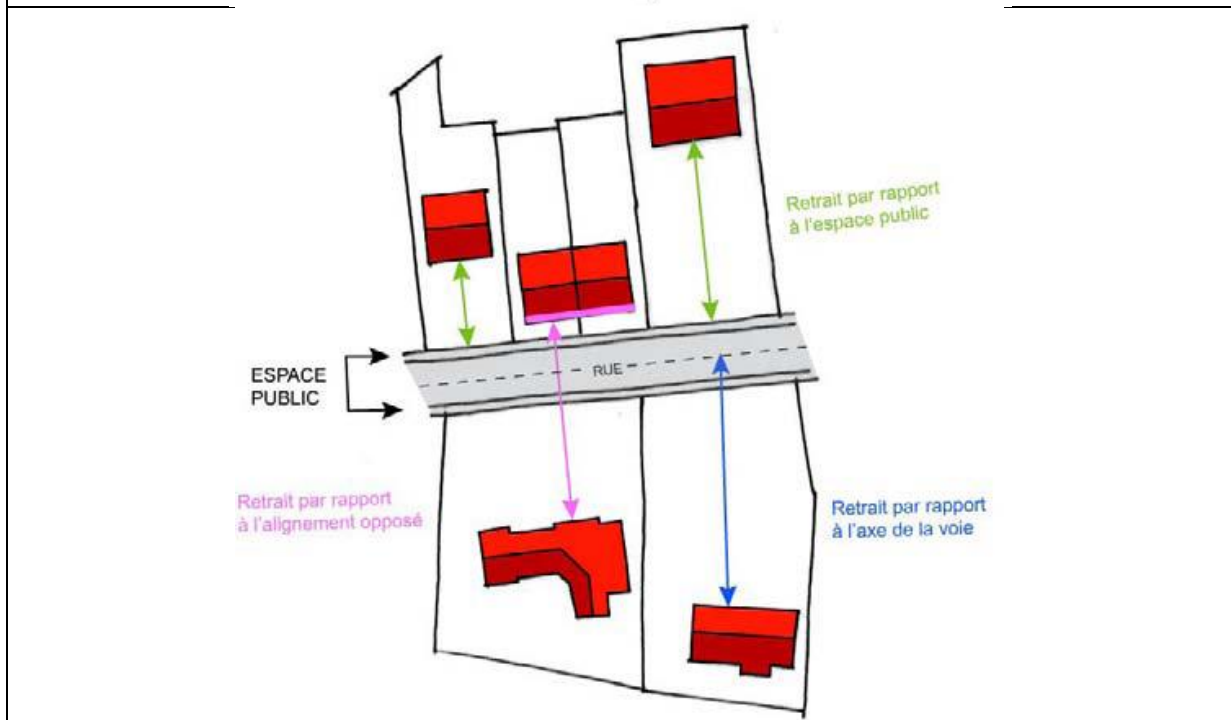 Retrait par rapport
à l'espace public
ESPACE
PUBLIC
RUE
Retrait par rapport
à l'alignement opposé
Retrait par rapport
à l'axe de la voie